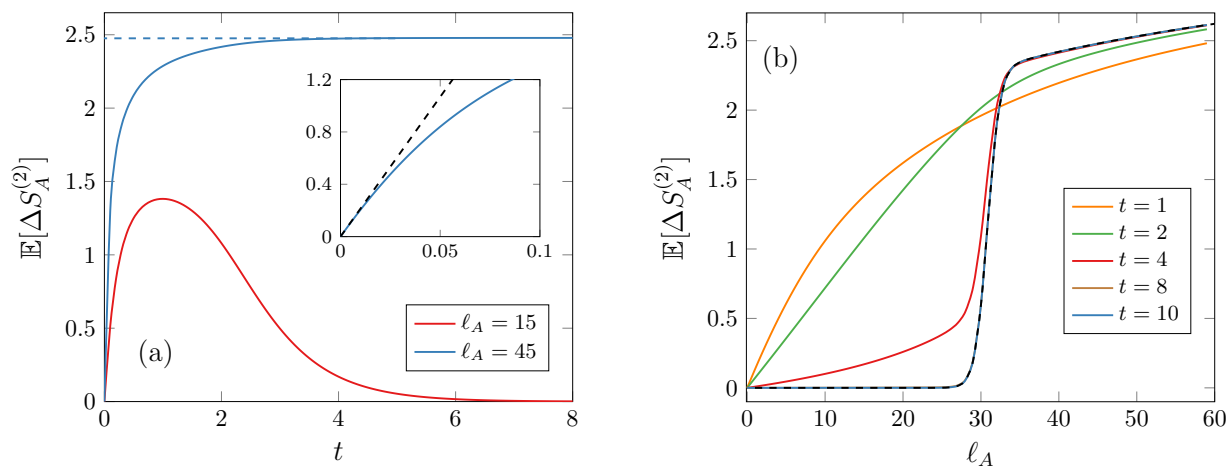 2.5
2
1.5
1
0.5
0
0
2
4
6
8
t
𝔼[ΔS_A^{(2)}]
(a)
1.2
0.8
0.4
0
0
0.05
0.1
ℓ_A = 15
ℓ_A = 45
2.5
2
1.5
1
0.5
0
0
10
20
30
40
50
60
ℓ_A
𝔼[ΔS_A^{(2)}]
(b)
t = 1
t = 2
t = 4
t = 8
t = 10